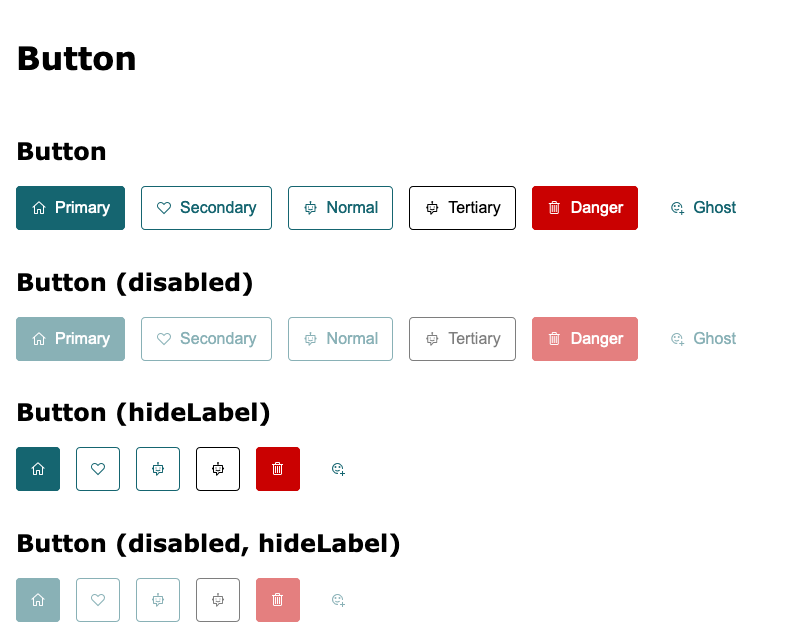 Button
Button
Primary Secondary Normal Tertiary Danger Ghost
Button (disabled)
Primary Secondary Normal Tertiary Danger Ghost
Button (hideLabel)
Button (disabled, hideLabel)